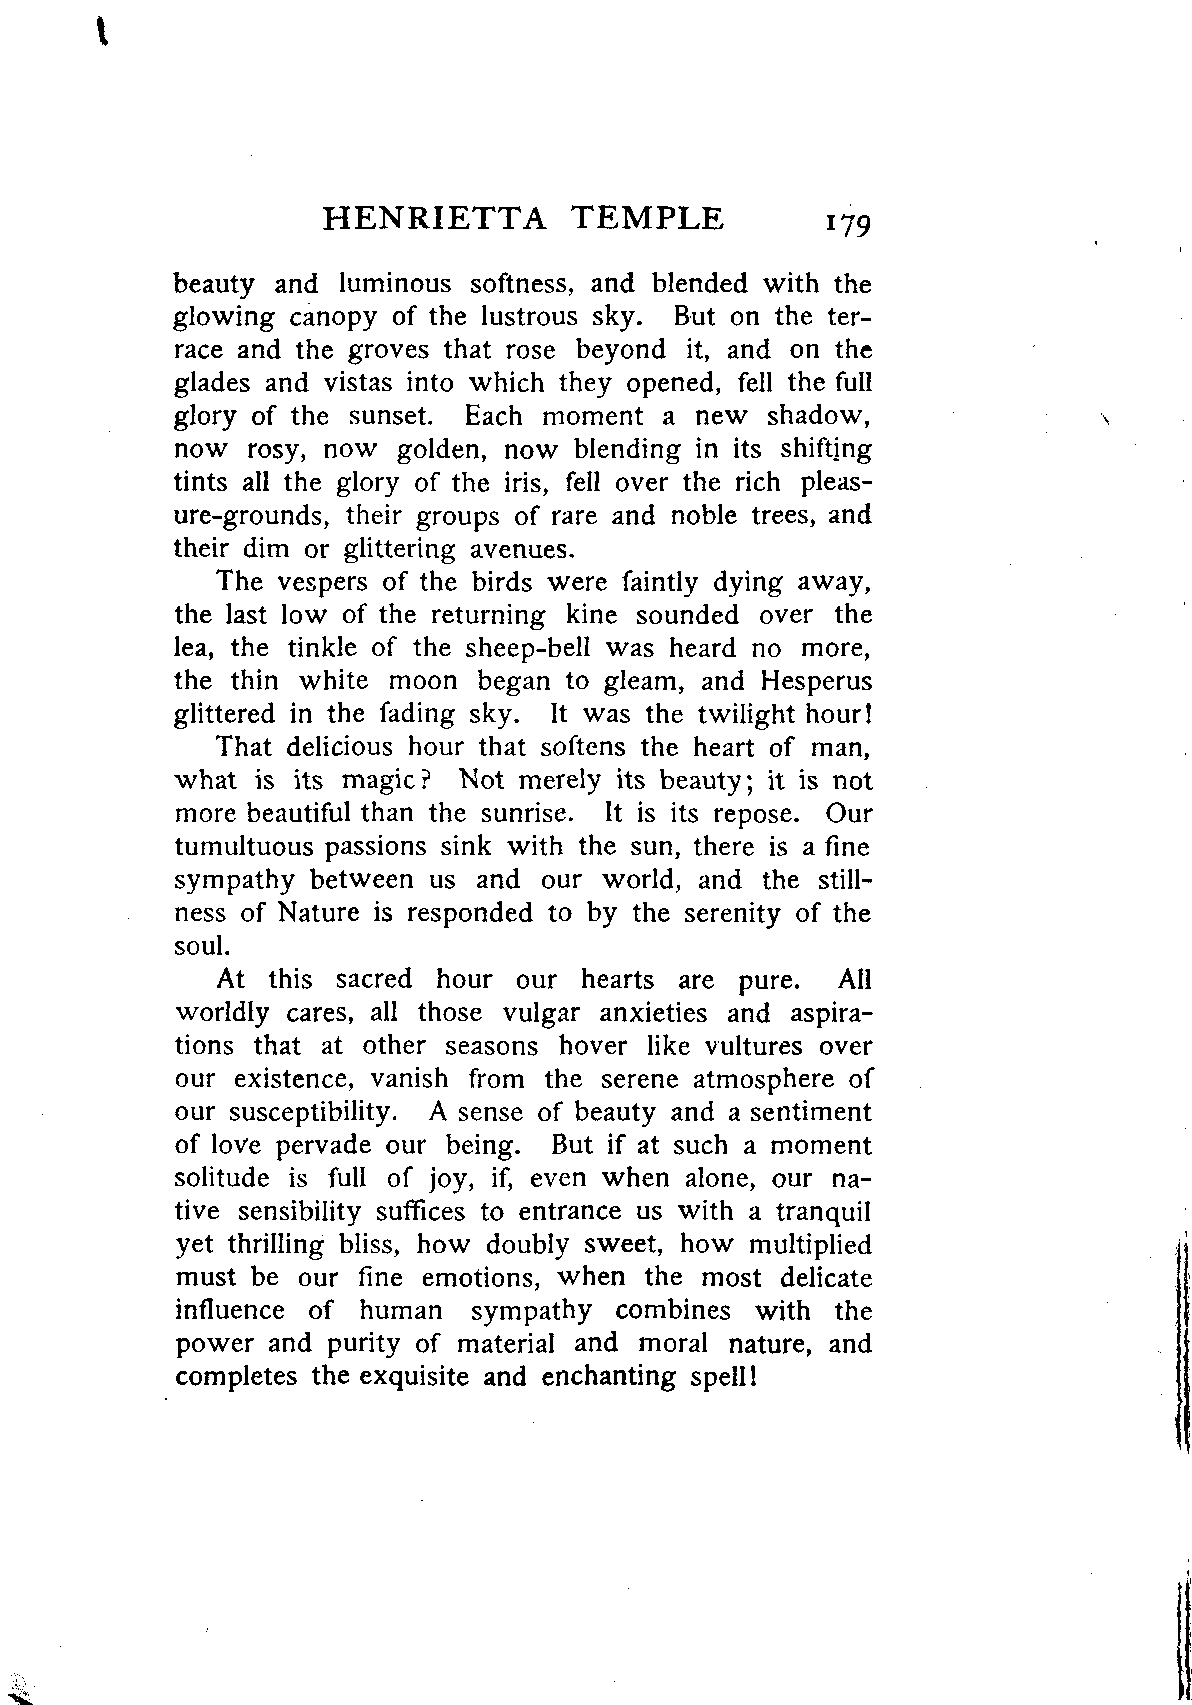 HENRIETTA TEMPLE 179
beauty and luminous softness, and blended with the
glowing canopy of the lustrous sky. But on the ter-
race and the groves that rose beyond it, and on the
glades and vistas into which they opened, fell the full
glory of the sunset. Each moment a new shadow,
now rosy, now golden, now blending in its shifting
tints all the glory of the iris, fell over the rich pleas-
ure-grounds, their groups of rare and noble trees, and
their dim or glittering avenues.
The vespers of the birds were faintly dying away,
the last low of the returning kine sounded over the
lea, the tinkle of the sheep-bell was heard no more,
the thin white moon began to gleam, and Hesperus
glittered in the fading sky. It was the twilight hour!
That delicious hour that softens the heart of man,
what is its magic? Not merely its beauty; it is not
more beautiful than the sunrise. It is its repose. Our
tumultuous passions sink with the sun, there is a fine
sympathy between us and our world, and the still-
ness of Nature is responded to by the serenity of the
soul.
At this sacred hour our hearts are pure. All
worldly cares, all those vulgar anxieties and aspira-
tions that at other seasons hover like vultures over
our existence, vanish from the serene atmosphere of
our susceptibility. A sense of beauty and a sentiment
of love pervade our being. But if at such a moment
solitude is full of joy, if, even when alone, our na-
tive sensibility suffices to entrance us with a tranquil
yet thrilling bliss, how doubly sweet, how multiplied
must be our fine emotions, when the most delicate
influence of human sympathy combines with the
power and purity of material and moral nature, and
completes the exquisite and enchanting spell!